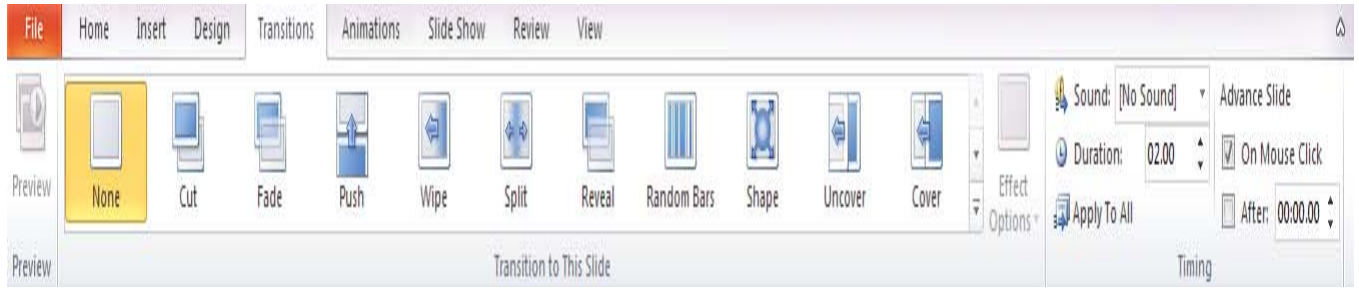 File Home Insert Design Transitions Animations Slide Show Review View
Preview
None Cut Fade Push Wipe Split Reveal Random Bars Shape Uncover Cover
Effect Options
Sound: [No Sound]
Duration: 02.00
Apply To All
Advance Slide
On Mouse Click
After: 00:00.00
Preview
Transition to This Slide
Timing